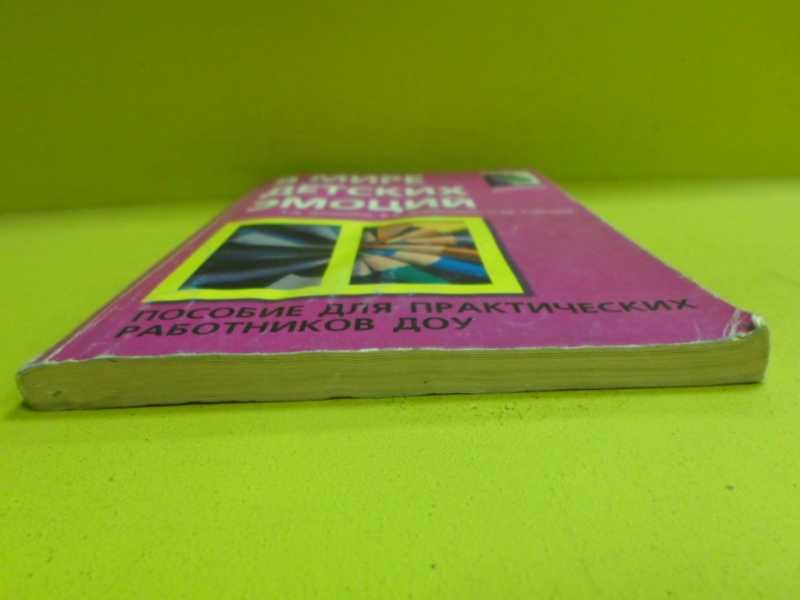 В МИРЕ
ДЕТСКИХ
ЭМОЦИЙ
ПОСОБИЕ ДЛЯ ПРАКТИЧЕСКИХ
РАБОТНИКОВ ДОУ